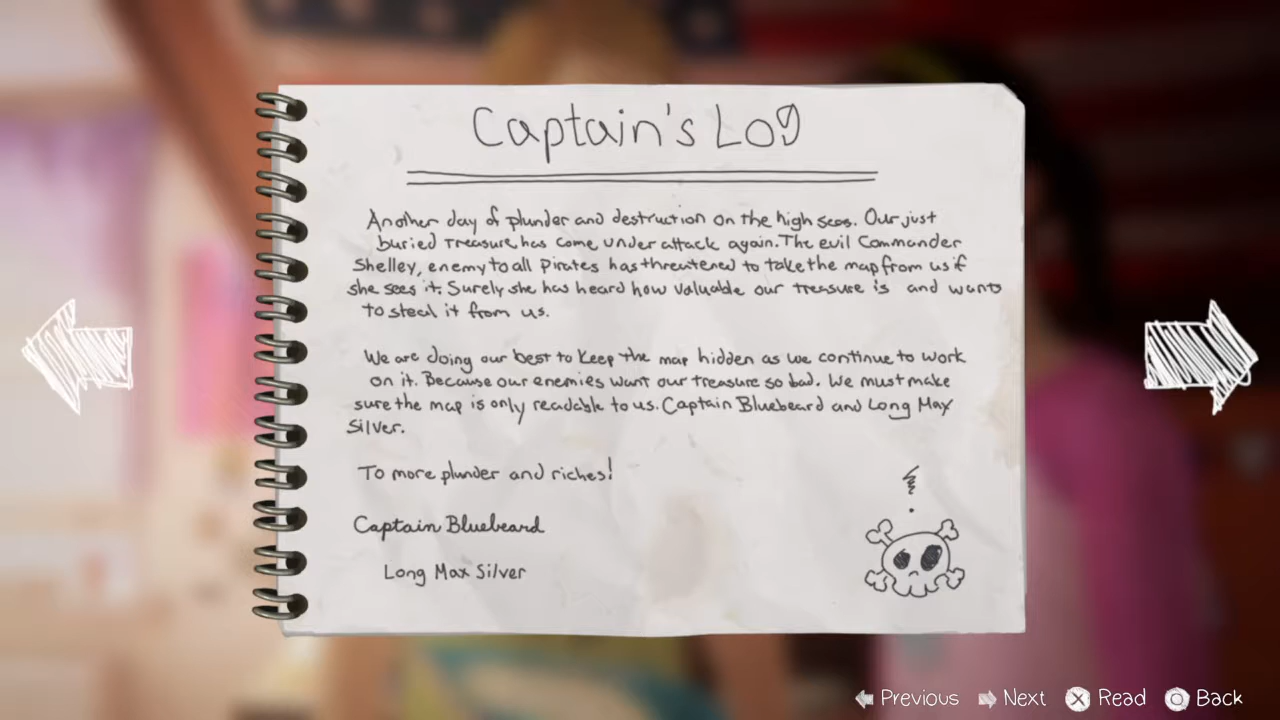 Captain's Log
Another day of plunder and destruction on the high seas. Our just
buried treasure, has come under attack again. The evil Commander
Shelley, enemy to all Pirates has threatened to take the map from us if
she sees it. Surely she has heard how valuable our treasure is and wants
to steal it from us.
We are doing our best to keep the map hidden as we continue to work
on it. Because our enemies want our treasure so bad. We must make
sure the map is only readable to us. Captain Bluebeard and Long Max
Silver.
To more plunder and riches!
Captain Bluebeard
Long Max Silver
Previous Next Read Back